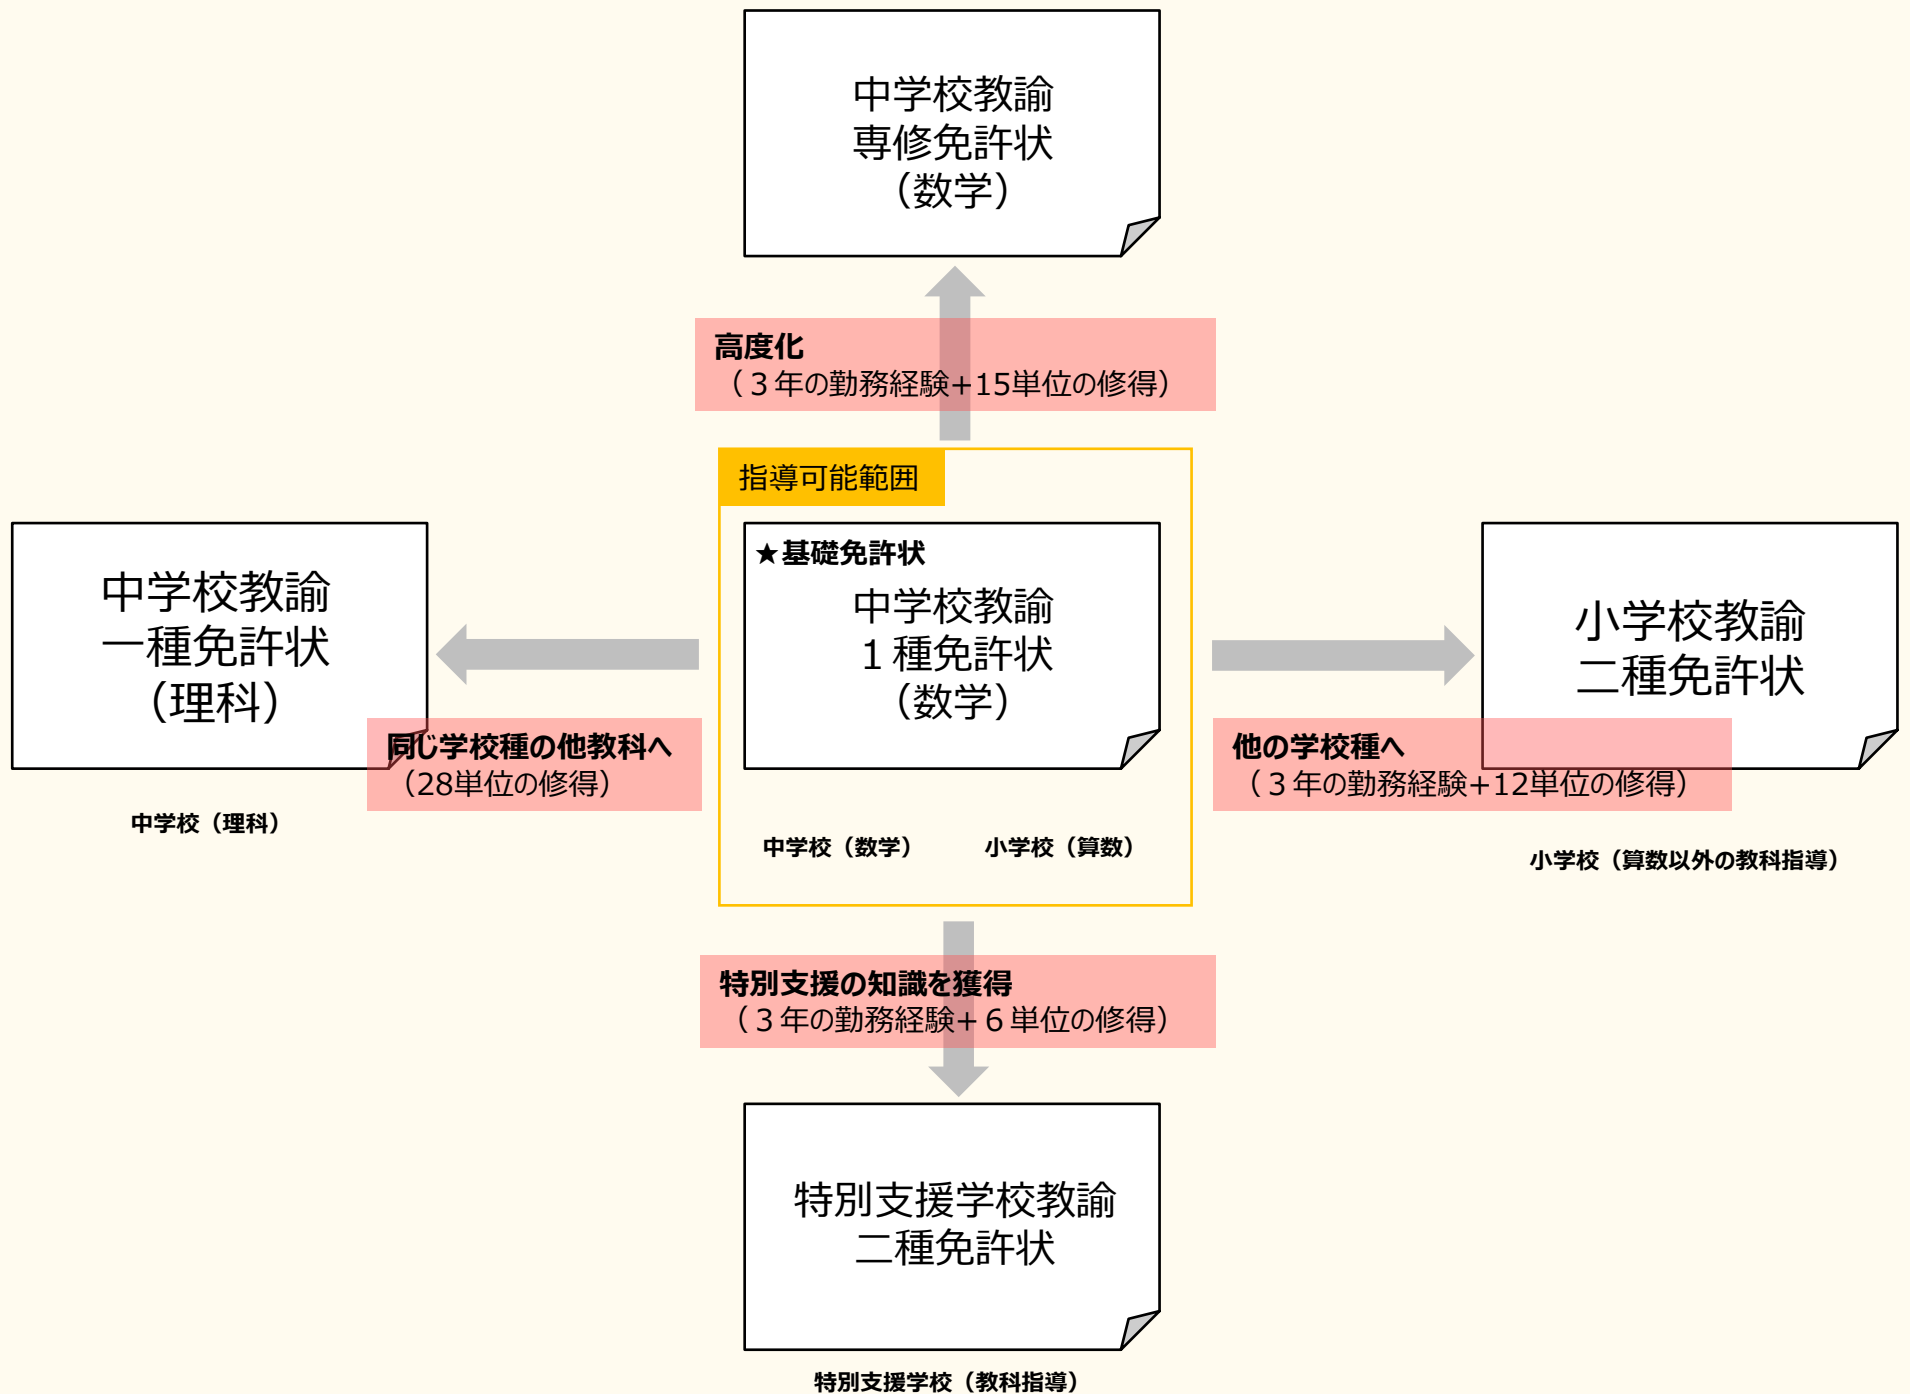 中学校教諭
専修免許状
（数学）
高度化
（３年の勤務経験+15単位の修得）
指導可能範囲
★基礎免許状
中学校教諭
１種免許状
（数学）
中学校（数学）
小学校（算数）
中学校教諭
一種免許状
（理科）
同じ学校種の他教科へ
（28単位の修得）
中学校（理科）
小学校教諭
二種免許状
他の学校種へ
（３年の勤務経験+12単位の修得）
小学校（算数以外の教科指導）
特別支援の知識を獲得
（３年の勤務経験+６単位の修得）
特別支援学校教諭
二種免許状
特別支援学校（教科指導）